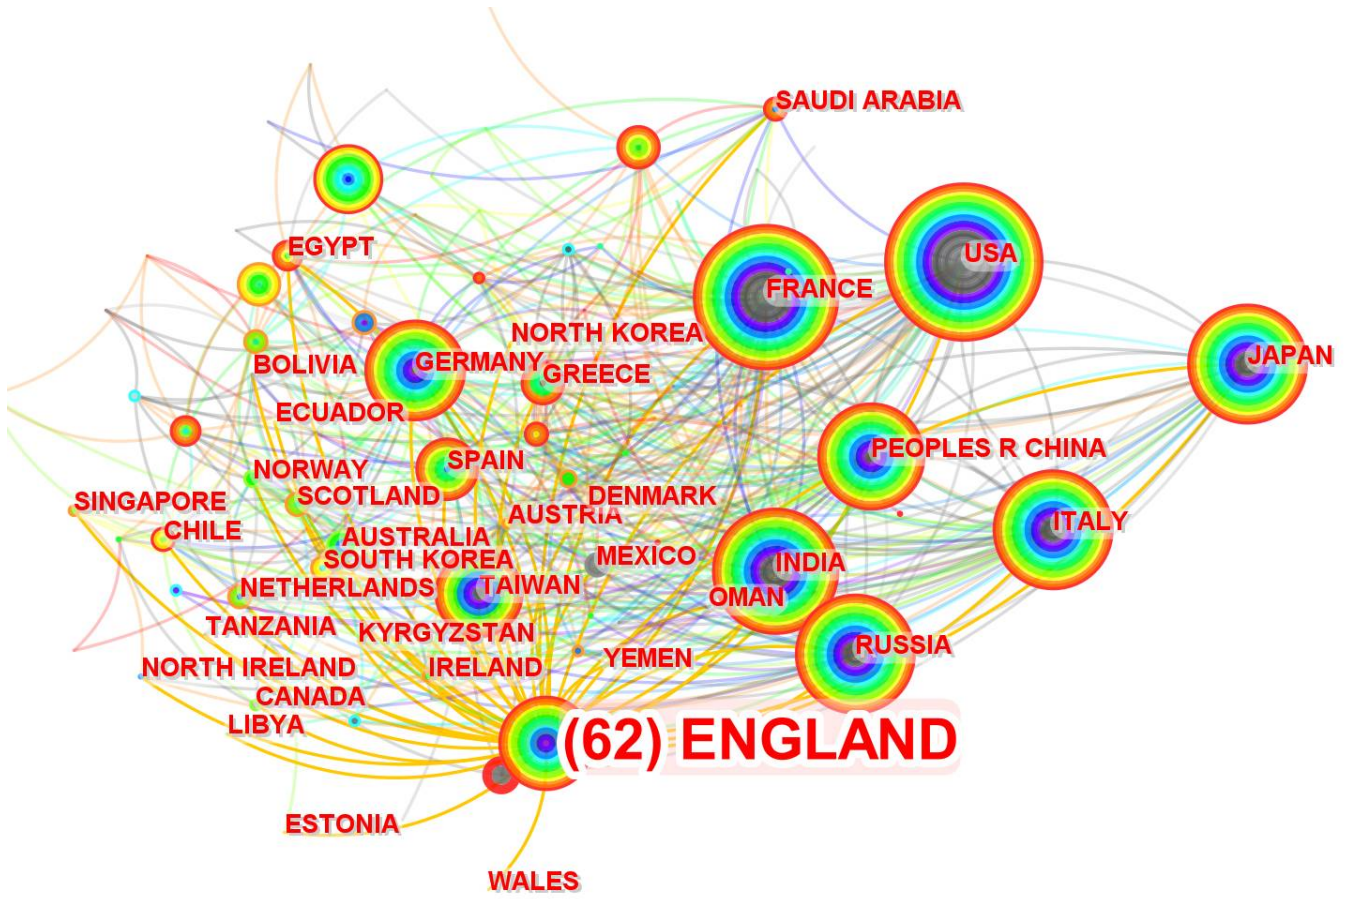 SAUDI ARABIA
EGYPT
USA
FRANCE
NORTH KOREA
JAPAN
BOLIVIA
GERMANY
GREECE
ECUADOR
PEOPLES R CHINA
NORWAY
SPAIN
SINGAPORE
SCOTLAND
DENMARK
CHILE
AUSTRALIA
AUSTRIA
ITALY
SOUTH KOREA
MEXICO
INDIA
NETHERLANDS
TAIWAN
OMAN
TANZANIA
KYRGYZSTAN
RUSSIA
NORTH IRELAND
IRELAND
YEMEN
CANADA
LIBYA
(62) ENGLAND
ESTONIA
WALES